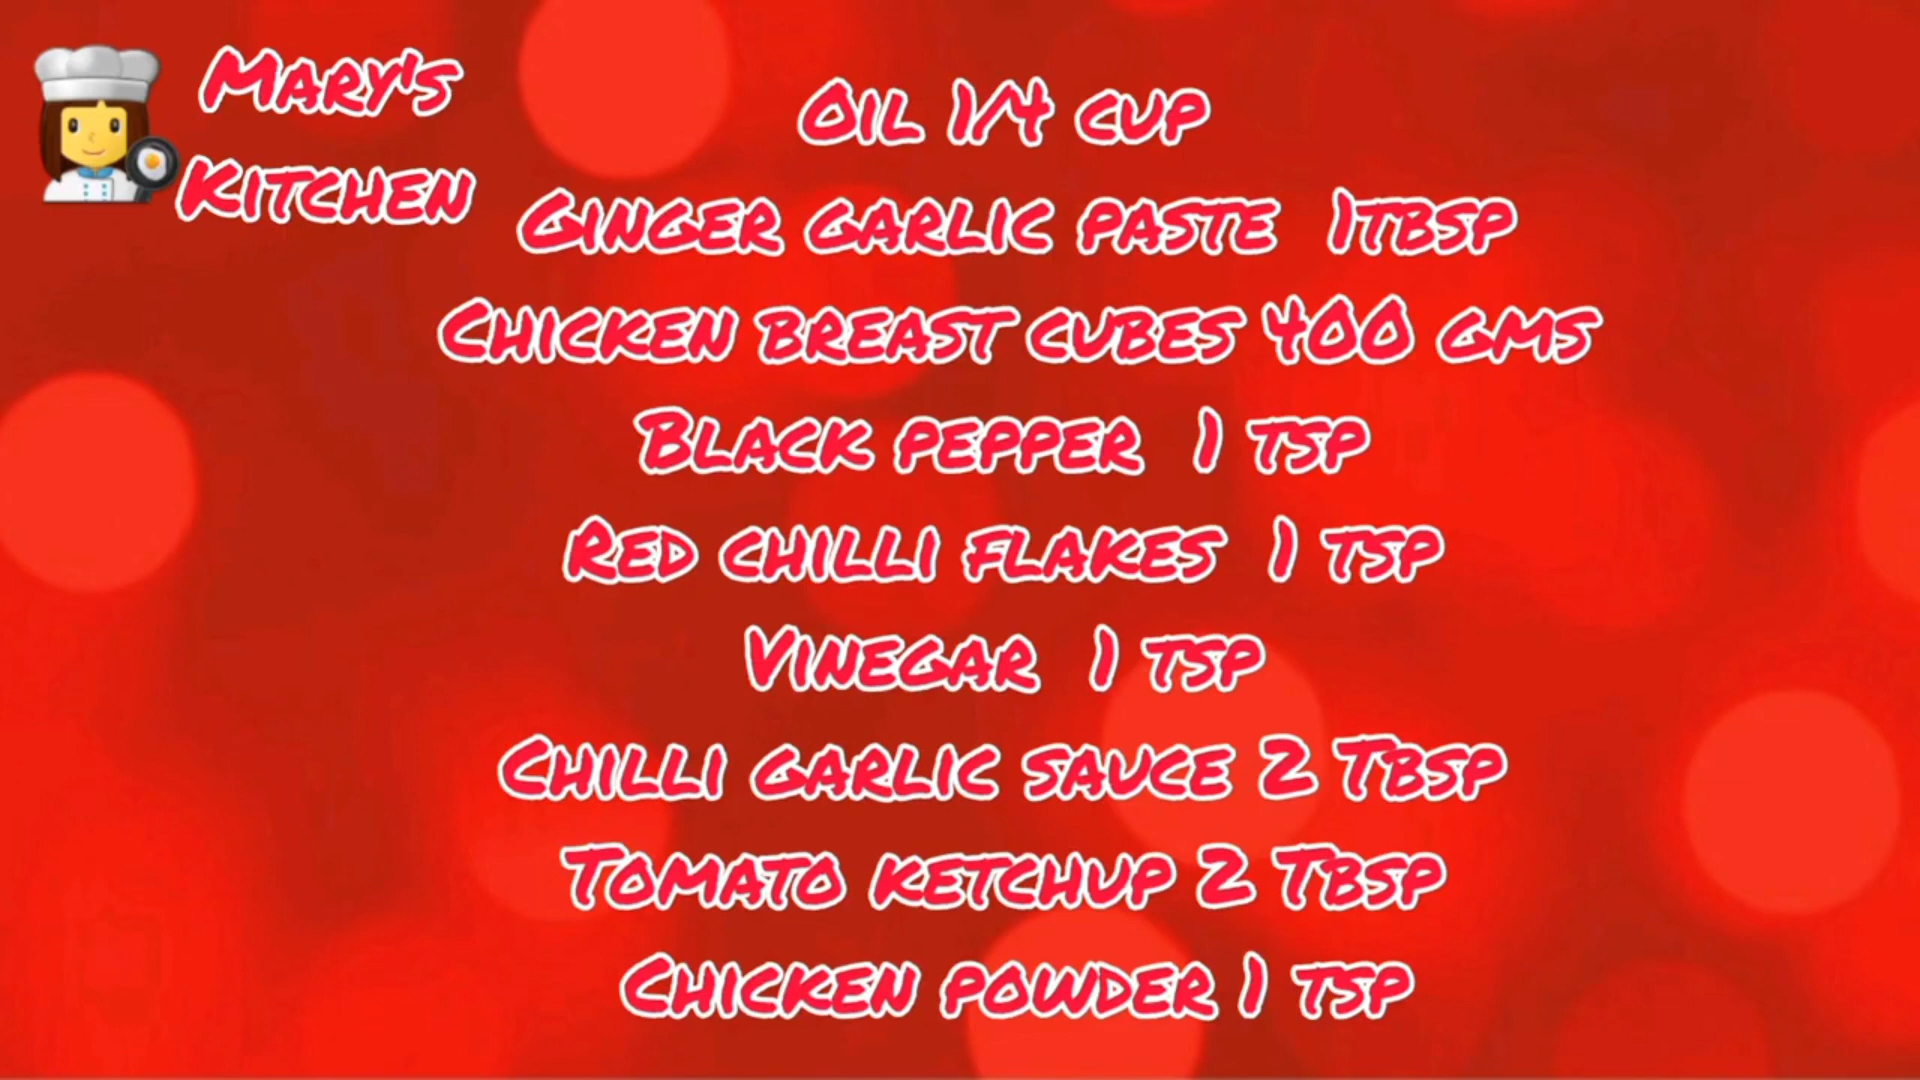 Mary's
Kitchen
Oil 1/4 cup
Ginger garlic paste 1tbsp
Chicken breast cubes 400 gms
Black pepper 1 tsp
Red chilli flakes 1 tsp
Vinegar 1 tsp
Chilli garlic sauce 2 Tbsp
Tomato ketchup 2 Tbsp
Chicken powder 1 tsp